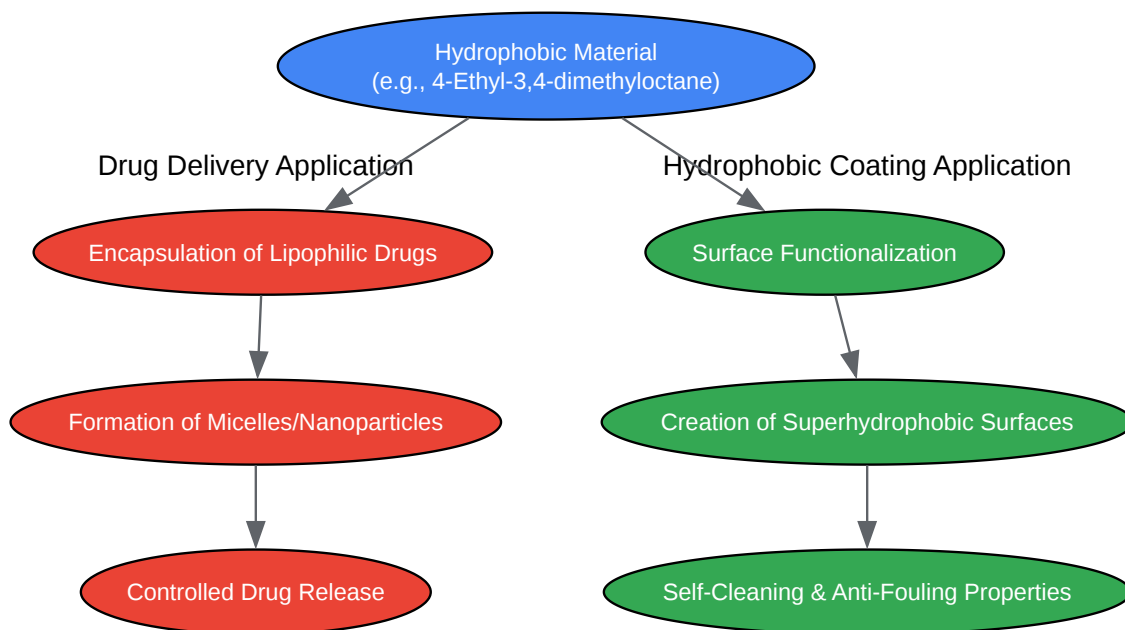 Hydrophobic Material
(e.g., 4-Ethyl-3,4-dimethyloctane)
Drug Delivery Application
Hydrophobic Coating Application
Encapsulation of Lipophilic Drugs
Surface Functionalization
Formation of Micelles/Nanoparticles
Creation of Superhydrophobic Surfaces
Controlled Drug Release
Self-Cleaning & Anti-Fouling Properties